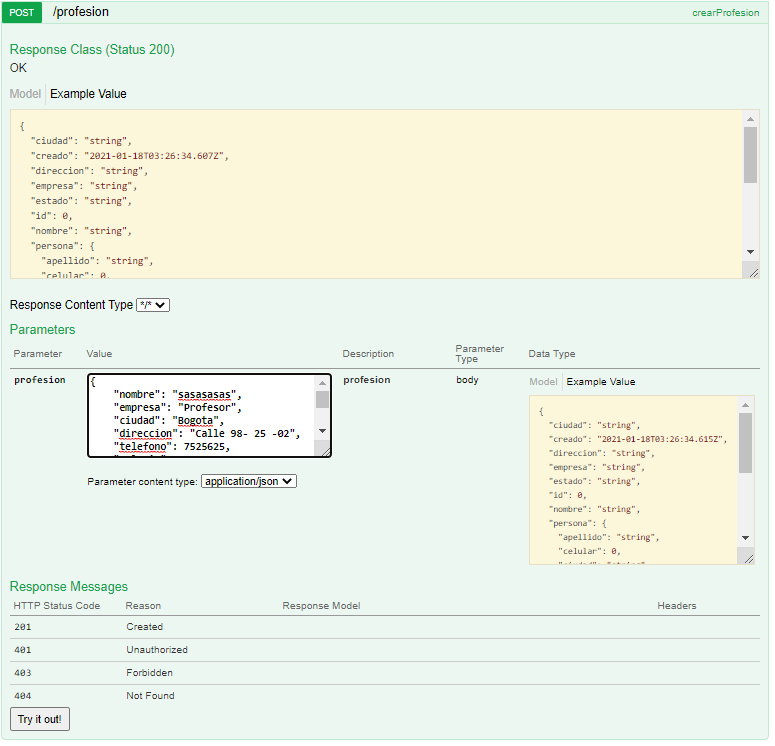 POST /profesion crearProfesion
Response Class (Status 200)
OK
Model Example Value
{
"ciudad": "string",
"creado": "2021-01-18T03:26:34.607Z",
"direccion": "string",
"empresa": "string",
"estado": "string",
"id": 0,
"nombre": "string",
"persona": {
"apellido": "string",
"celular": 0,
Response Content Type */*
Parameters
Parameter Value Description Parameter Type Data Type
profesion
{
"nombre": "sasasasas",
"empresa": "Profesor",
"ciudad": "Bogota",
"direccion": "Calle 98- 25 -02",
"telefono": 7525625,
Parameter content type: application/json
profesion
body
Model Example Value
{
"ciudad": "string",
"creado": "2021-01-18T03:26:34.615Z",
"direccion": "string",
"empresa": "string",
"estado": "string",
"id": 0,
"nombre": "string",
"persona": {
"apellido": "string",
"celular": 0,
"ciudad": "string",
Response Messages
HTTP Status Code Reason Response Model Headers
201 Created
401 Unauthorized
403 Forbidden
404 Not Found
Try it out!